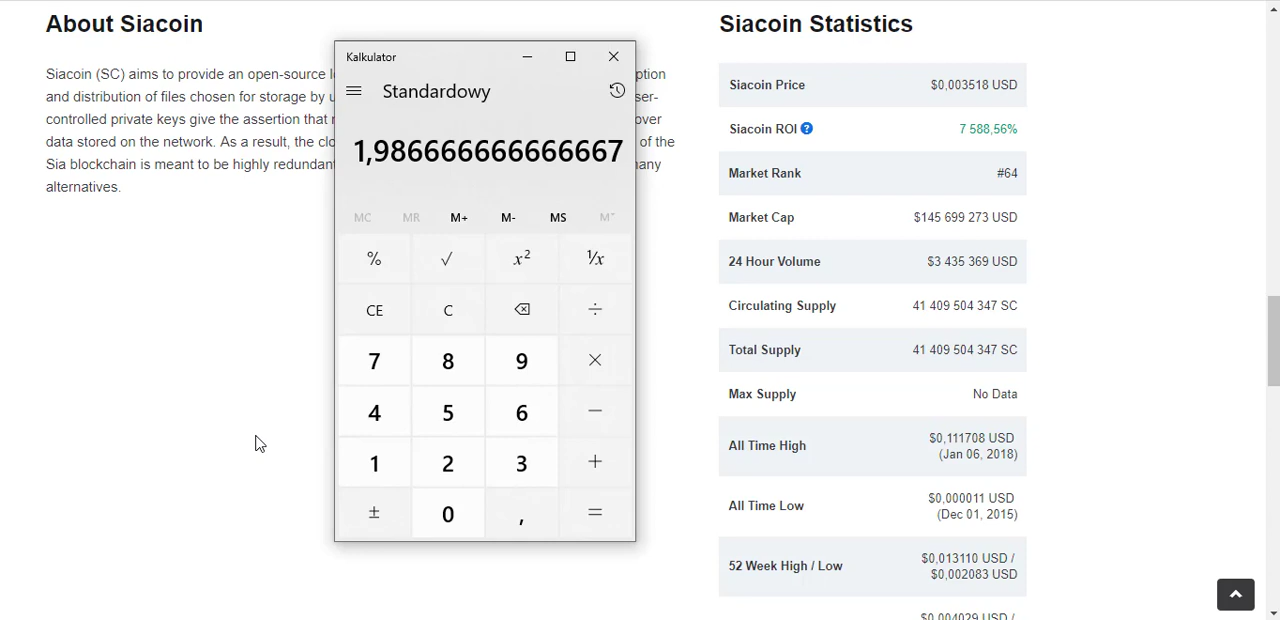 About Siacoin
Siacoin (SC) aims to provide an open-source
and distribution of files chosen for storage by
controlled private keys give the assertion that
data stored on the network. As a result, the
Sia blockchain is meant to be highly redundant
alternatives.
ption
ser-
over
of the
many
Kalkulator
Standardowy
1,986666666666667
MC MR M+ M- MS M˅
% √ x² ¹/x
CE C ⌫ ÷
7 8 9 ×
4 5 6 −
1 2 3 +
± 0 , =
Siacoin Statistics
Siacoin Price $0,003518 USD
Siacoin ROI ? 7 588,56%
Market Rank #64
Market Cap $145 699 273 USD
24 Hour Volume $3 435 369 USD
Circulating Supply 41 409 504 347 SC
Total Supply 41 409 504 347 SC
Max Supply No Data
All Time High $0,111708 USD
(Jan 06, 2018)
All Time Low $0,000011 USD
(Dec 01, 2015)
52 Week High / Low $0,013110 USD /
$0,002083 USD
$0,004029 USD /